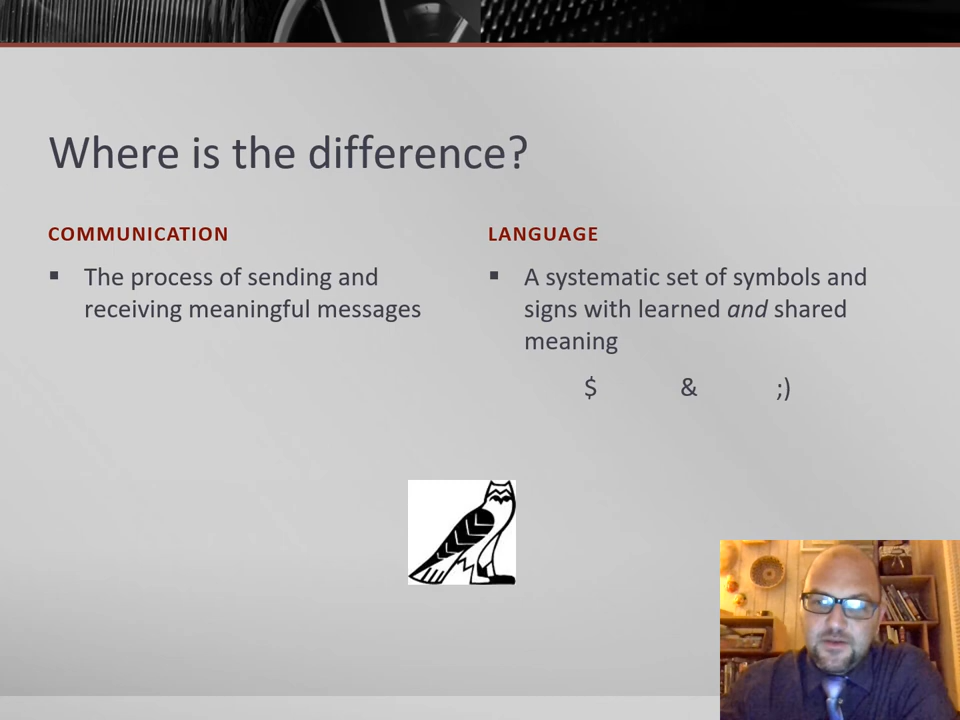 Where is the difference?
COMMUNICATION
▪ The process of sending and
receiving meaningful messages
LANGUAGE
▪ A systematic set of symbols and
signs with learned and shared
meaning
$ & ;)